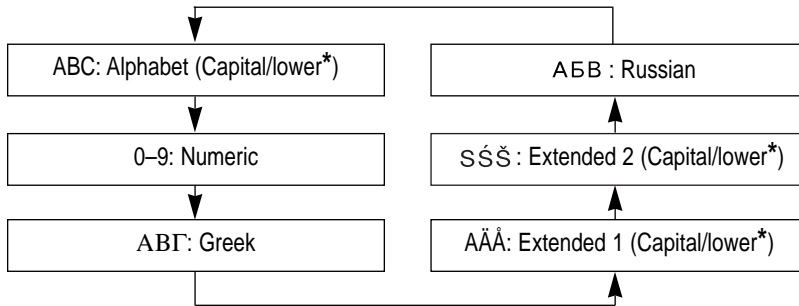 ABC: Alphabet (Capital/lower*)
0–9: Numeric
ΑΒΓ: Greek
AÄÅ: Extended 1 (Capital/lower*)
SŚŠ: Extended 2 (Capital/lower*)
АБВ : Russian